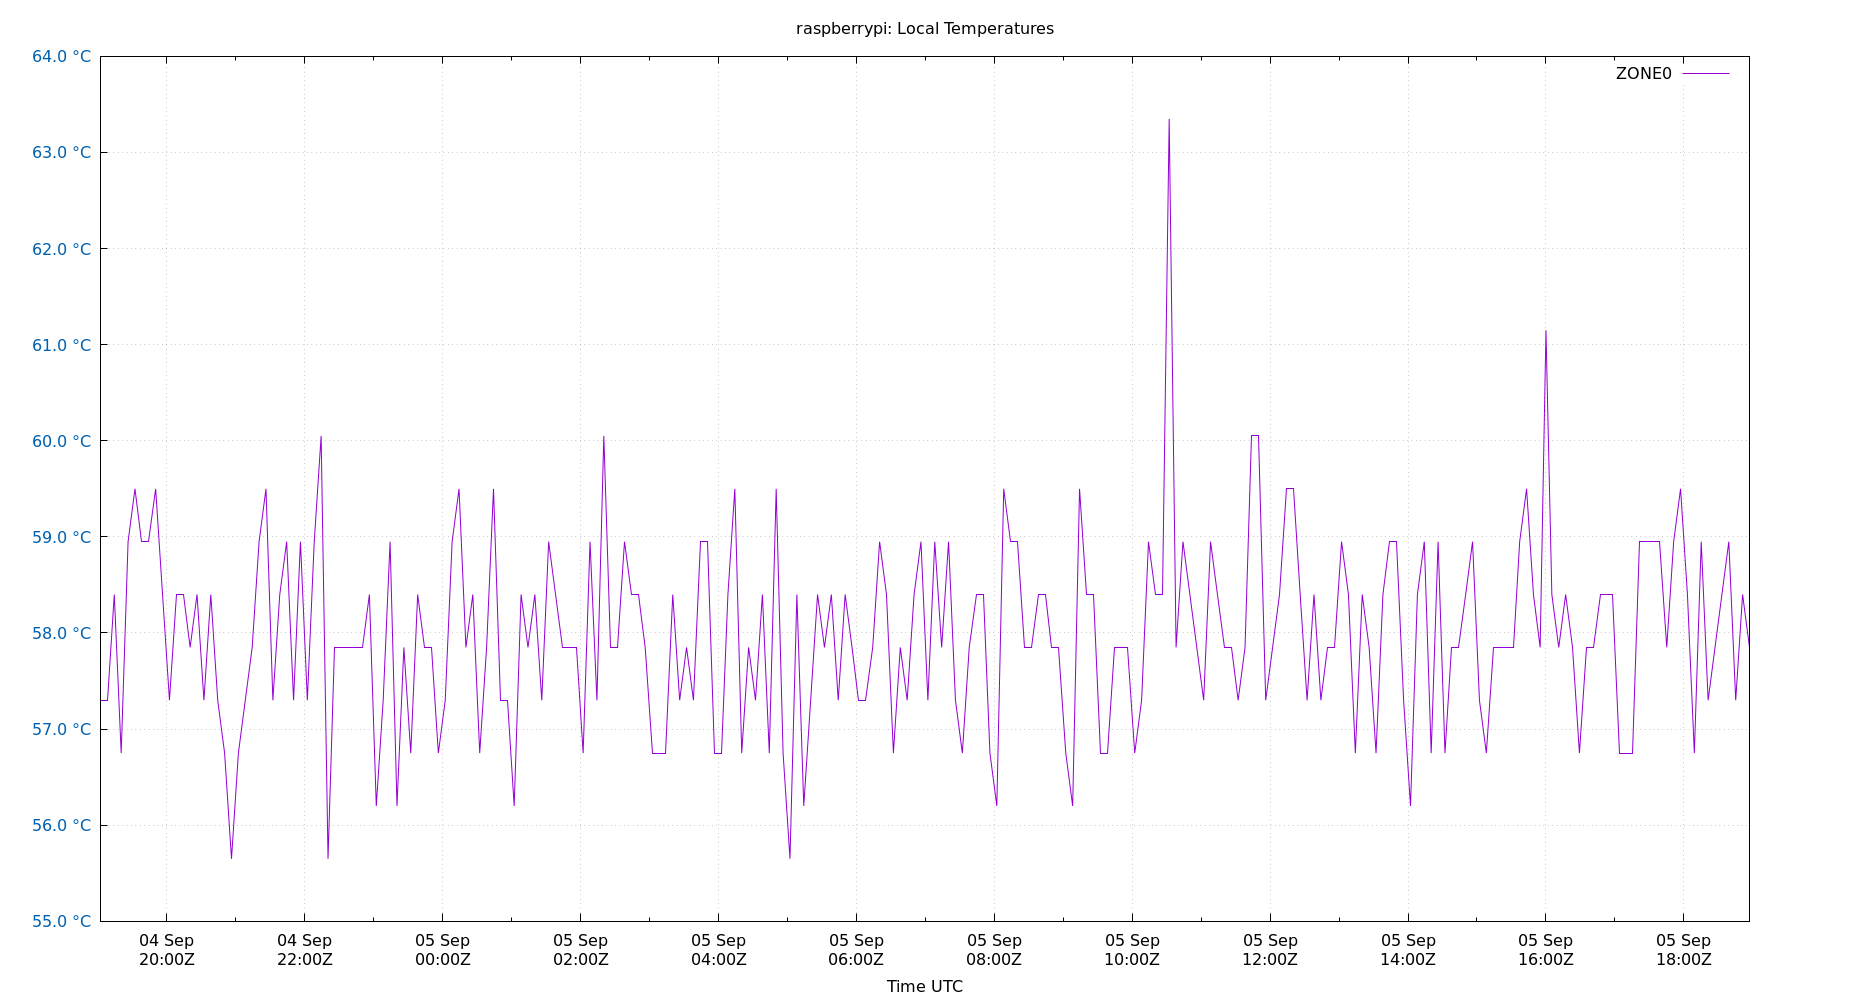 raspberrypi: Local Temperatures
64.0 °C
ZONE0
63.0 °C
62.0 °C
61.0 °C
60.0 °C
59.0 °C
58.0 °C
57.0 °C
56.0 °C
55.0 °C
04 Sep
20:00Z
04 Sep
22:00Z
05 Sep
00:00Z
05 Sep
02:00Z
05 Sep
04:00Z
05 Sep
06:00Z
05 Sep
08:00Z
05 Sep
10:00Z
05 Sep
12:00Z
05 Sep
14:00Z
05 Sep
16:00Z
05 Sep
18:00Z
Time UTC